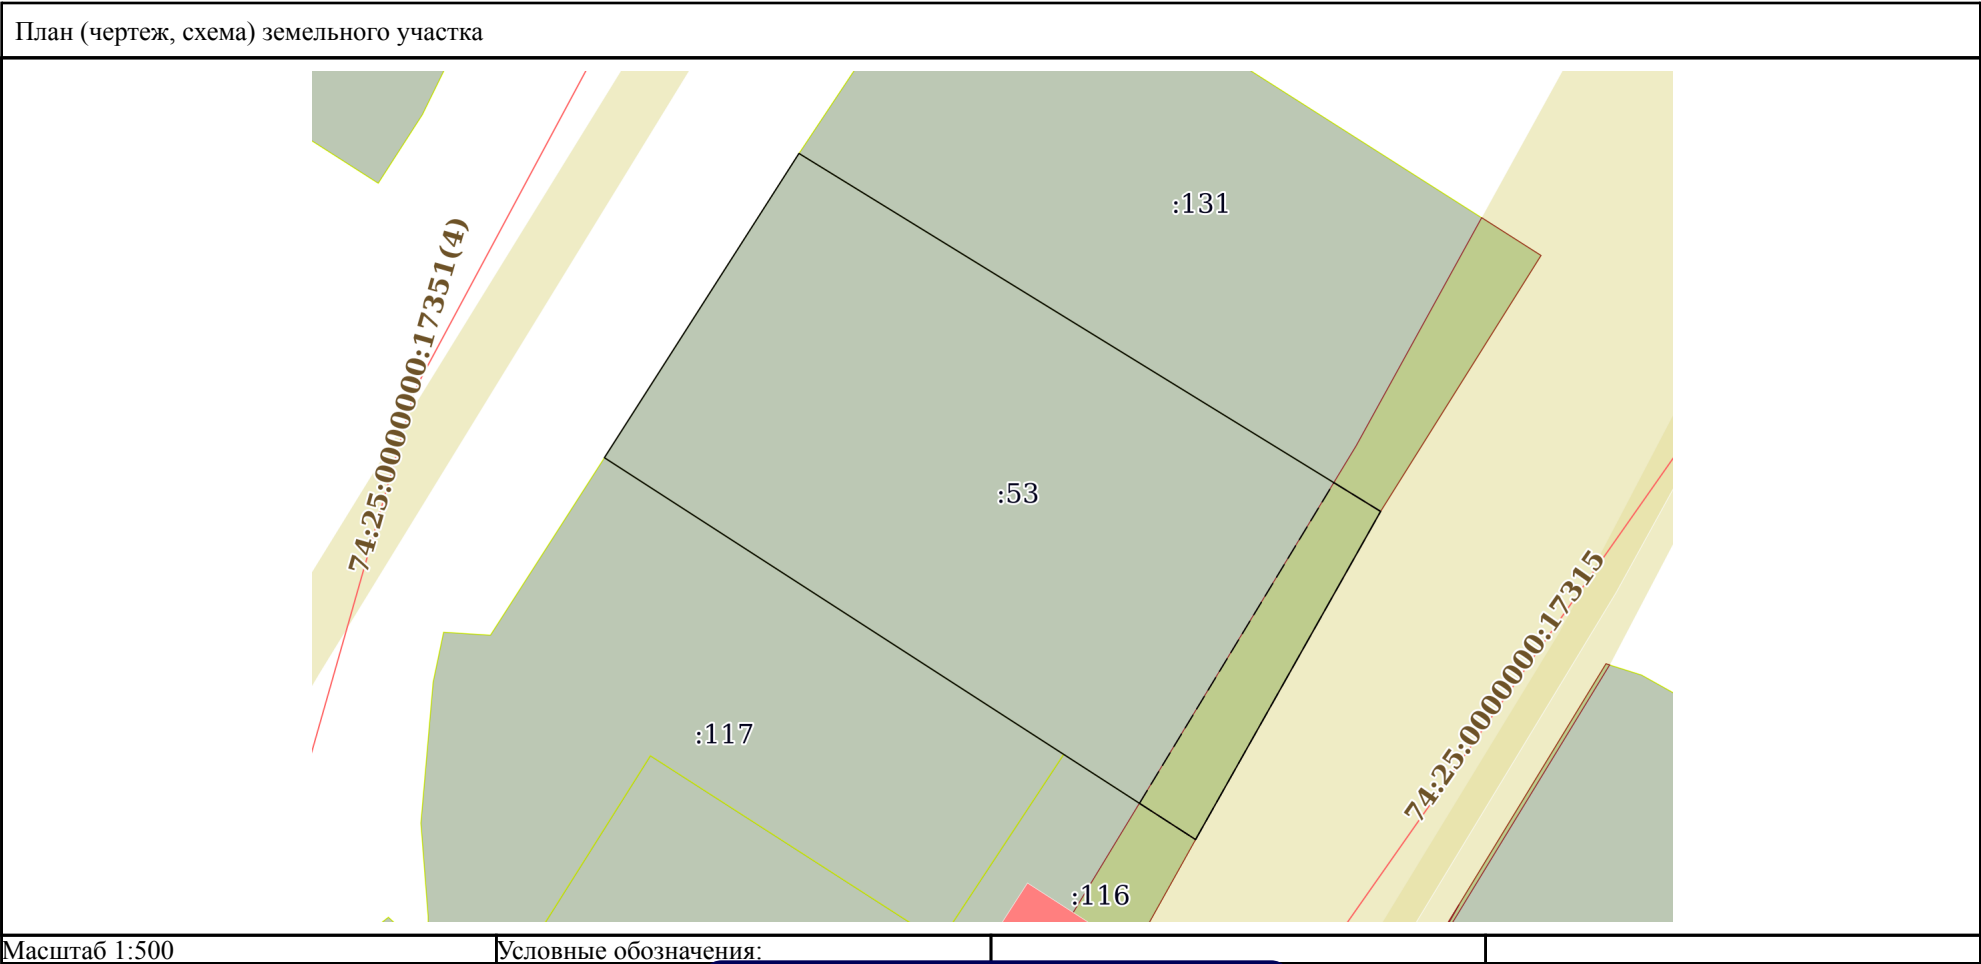 План (чертеж, схема) земельного участка
:131
74:25:0000000:17351(4)
:53
74:25:0000000:17315
:117
:116
Масштаб 1:500
Условные обозначения: